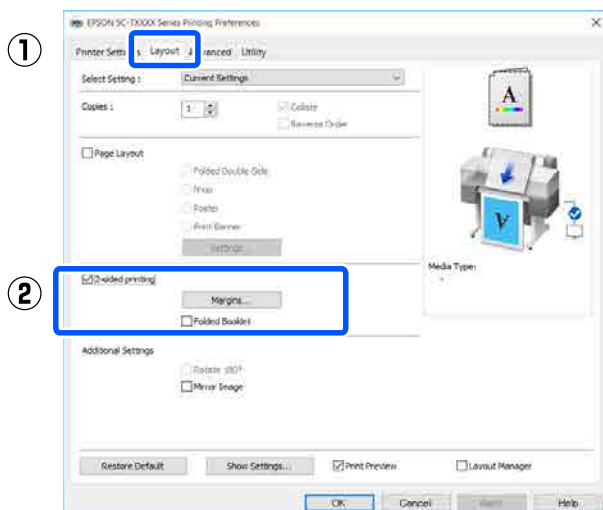 EPSON SC-TXXXX Series Printing Preferences
1
Layout
Utility
Select Setting :
Current Settings
Copies :
1
Collate
Reverse Order
A
Page Layout
Folded Double-Side
N-up
Poster
Print Banner
Settings...
V
Media Type:
2
2-sided printing
Margins...
Folded Booklet
Additional Settings
Rotate 180°
Mirror Image
Restore Default
Show Settings...
Print Preview
Layout Manager
OK
Cancel
Help